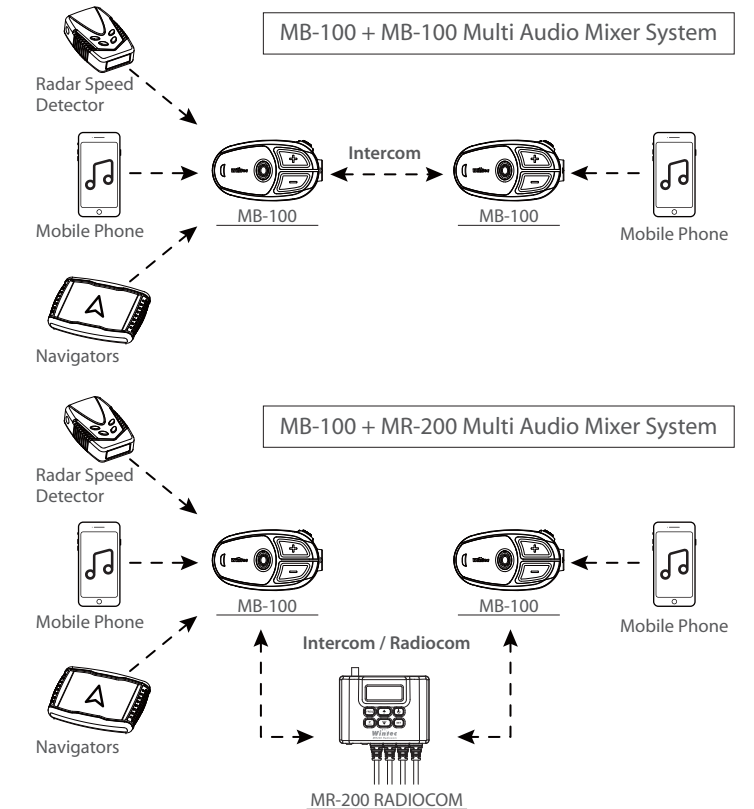 MB-100 + MB-100 Multi Audio Mixer System
Radar Speed
Detector
Mobile Phone
Navigators
MB-100
Intercom
MB-100
Mobile Phone
MB-100 + MR-200 Multi Audio Mixer System
Radar Speed
Detector
Mobile Phone
Navigators
MB-100
Intercom / Radiocom
MB-100
Mobile Phone
Wintec
MR-200 RADIOCOM